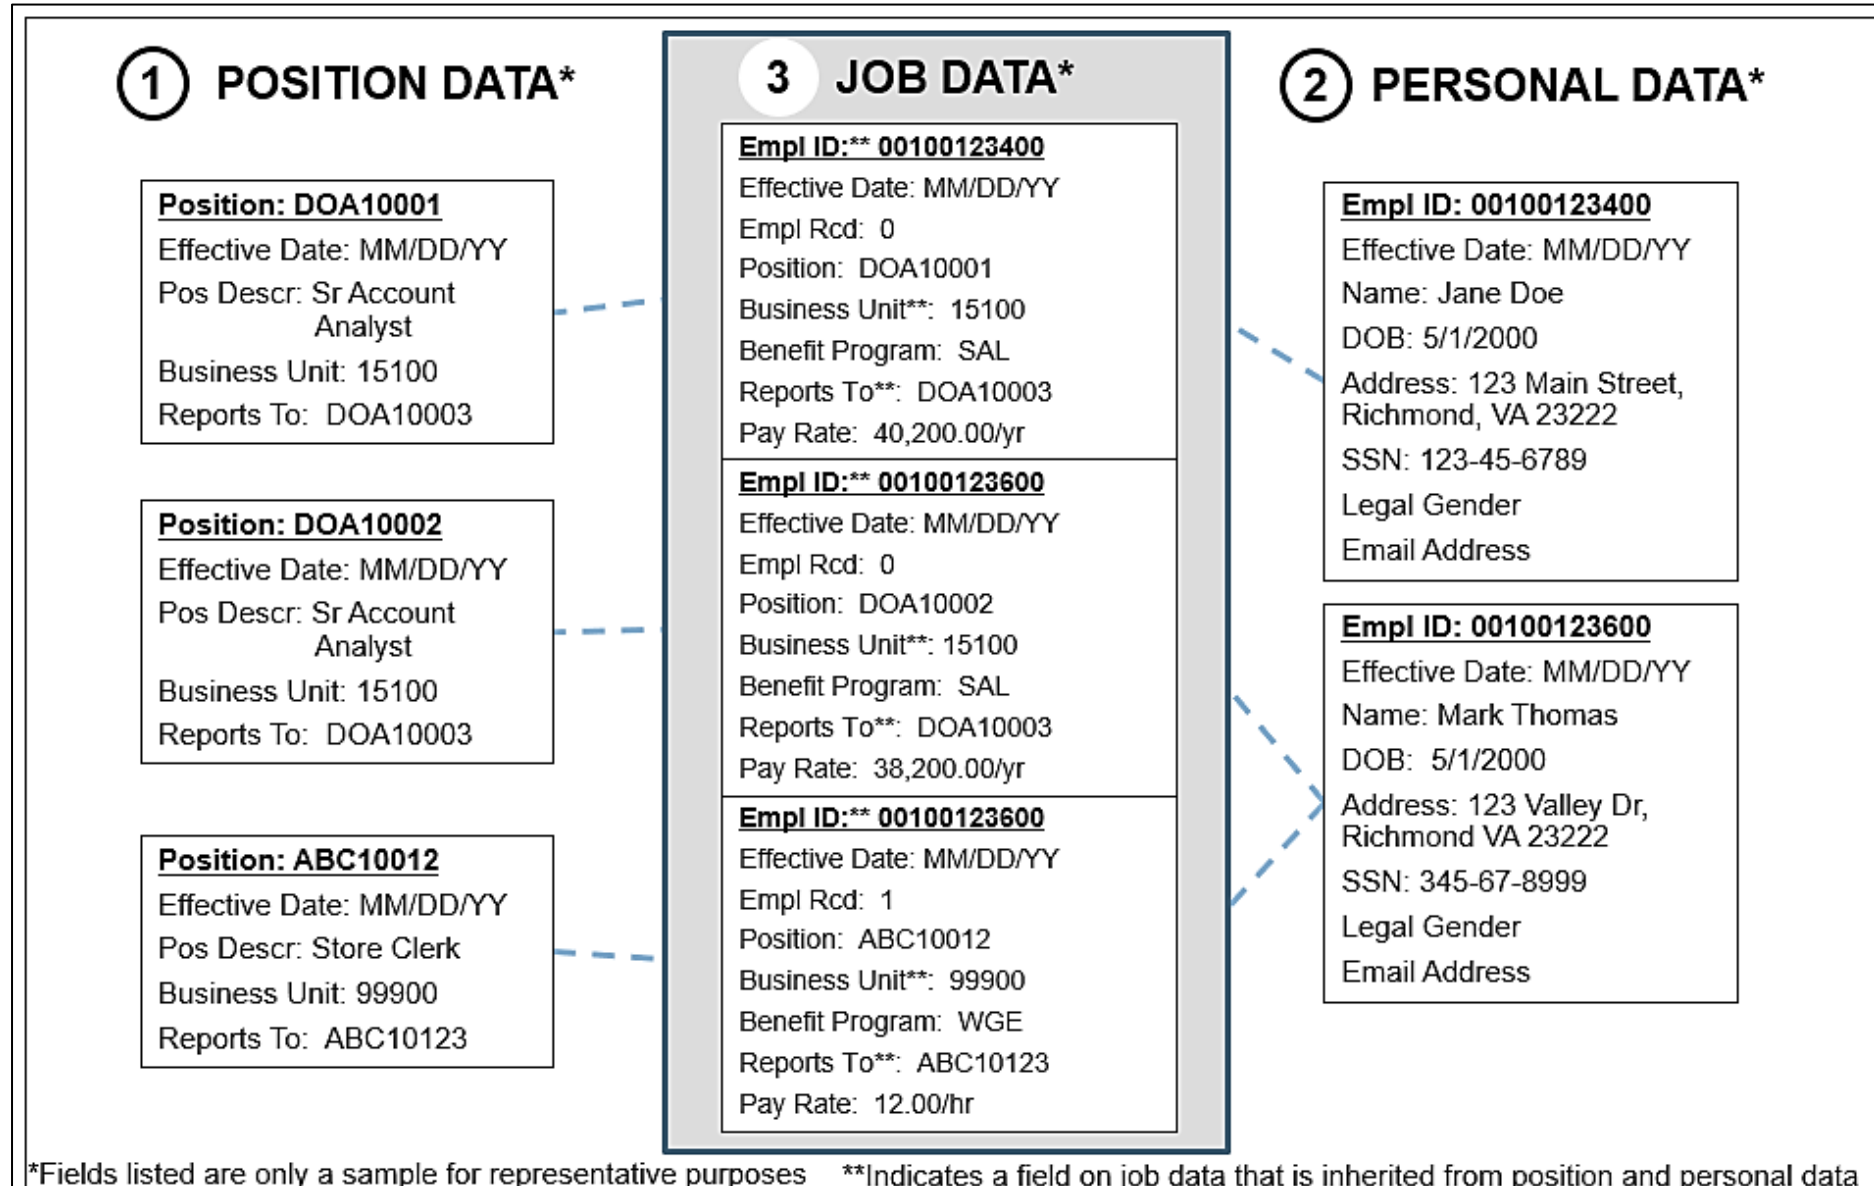 1 POSITION DATA*
Position: DOA10001
Effective Date: MM/DD/YY
Pos Descr: Sr Account
Analyst
Business Unit: 15100
Reports To: DOA10003
Position: DOA10002
Effective Date: MM/DD/YY
Pos Descr: Sr Account
Analyst
Business Unit: 15100
Reports To: DOA10003
Position: ABC10012
Effective Date: MM/DD/YY
Pos Descr: Store Clerk
Business Unit: 99900
Reports To: ABC10123
3 JOB DATA*
Empl ID:** 00100123400
Effective Date: MM/DD/YY
Empl Rcd: 0
Position: DOA10001
Business Unit**: 15100
Benefit Program: SAL
Reports To**: DOA10003
Pay Rate: 40,200.00/yr
Empl ID:** 00100123600
Effective Date: MM/DD/YY
Empl Rcd: 0
Position: DOA10002
Business Unit**: 15100
Benefit Program: SAL
Reports To**: DOA10003
Pay Rate: 38,200.00/yr
Empl ID:** 00100123600
Effective Date: MM/DD/YY
Empl Rcd: 1
Position: ABC10012
Business Unit**: 99900
Benefit Program: WGE
Reports To**: ABC10123
Pay Rate: 12.00/hr
2 PERSONAL DATA*
Empl ID: 00100123400
Effective Date: MM/DD/YY
Name: Jane Doe
DOB: 5/1/2000
Address: 123 Main Street,
Richmond, VA 23222
SSN: 123-45-6789
Legal Gender
Email Address
Empl ID: 00100123600
Effective Date: MM/DD/YY
Name: Mark Thomas
DOB: 5/1/2000
Address: 123 Valley Dr,
Richmond VA 23222
SSN: 345-67-8999
Legal Gender
Email Address
*Fields listed are only a sample for representative purposes **Indicates a field on job data that is inherited from position and personal data